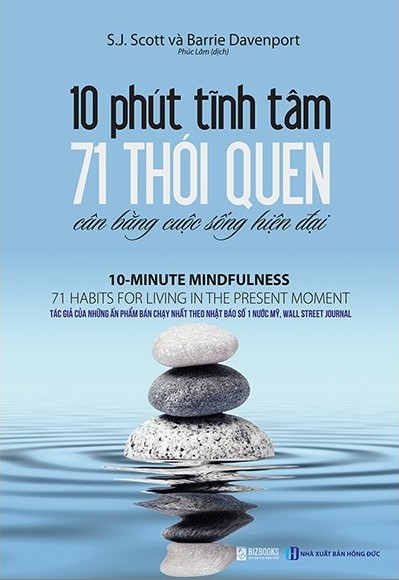 S.J. Scott và Barrie Davenport
Phúc Lâm (dịch)
10 phút tĩnh tâm
71 THÓI QUEN
cân bằng cuộc sống hiện đại
10-MINUTE MINDFULNESS
71 HABITS FOR LIVING IN THE PRESENT MOMENT
TÁC GIẢ CỦA NHỮNG ẤN PHẨM BÁN CHẠY NHẤT THEO NHẬT BÁO SỐ 1 NƯỚC MỸ, WALL STREET JOURNAL
BIZBOOKS
NHÀ XUẤT BẢN HỒNG ĐỨC